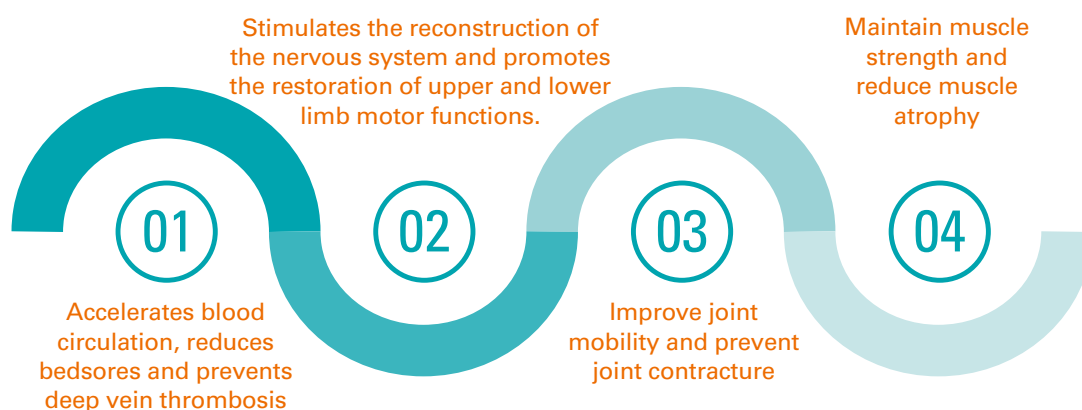 01
Accelerates blood
circulation, reduces
bedsores and prevents
deep vein thrombosis
Stimulates the reconstruction of
the nervous system and promotes
the restoration of upper and lower
limb motor functions.
02
03
Improve joint
mobility and prevent
joint contracture
Maintain muscle
strength and
reduce muscle
atrophy
04